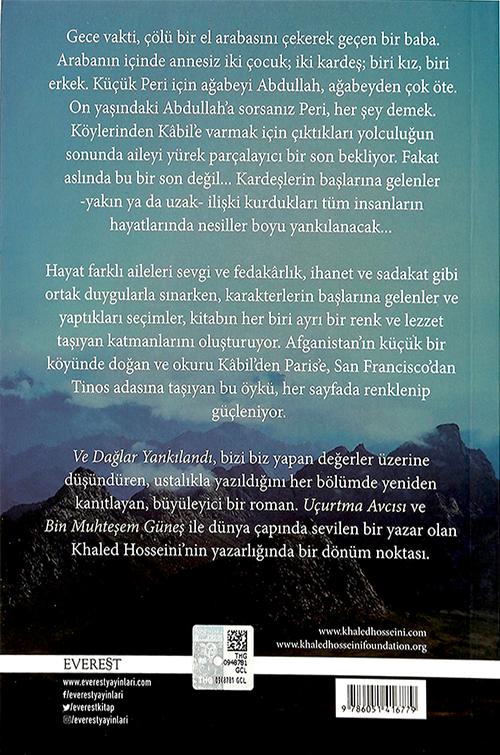 Gece vakti, çölü bir el arabasını çekerek geçen bir baba.
Arabanın içinde annesiz iki çocuk; iki kardeş; biri kız, biri
erkek. Küçük Peri için ağabeyi Abdullah, ağabeyden çok öte.
On yaşındaki Abdullah'a sorsanız Peri, her şey demek.
Köylerinden Kâbil'e varmak için çıktıkları yolculuğun
sonunda aileyi yürek parçalayıcı bir son bekliyor. Fakat
aslında bu bir son değil... Kardeşlerin başlarına gelenler
-yakın ya da uzak- ilişki kurdukları tüm insanların
hayatlarında nesiller boyu yankılanacak...
Hayat farklı aileleri sevgi ve fedakârlık, ihanet ve sadakat gibi
ortak duygularla sınarken, karakterlerin başlarına gelenler ve
yaptıkları seçimler, kitabın her biri ayrı bir renk ve lezzet
taşıyan katmanlarını oluşturuyor. Afganistan'ın küçük bir
köyünde doğan ve okuru Kâbil'den Paris'e, San Francisco'dan
Tinos adasına taşıyan bu öykü, her sayfada renklenip
güçleniyor.
Ve Dağlar Yankılandı, bizi biz yapan değerler üzerine
düşündüren, ustalıkla yazıldığını her bölümde yeniden
kanıtlayan, büyüleyici bir roman. Uçurtma Avcısı ve
Bin Muhteşem Güneş ile dünya çapında sevilen bir yazar olan
Khaled Hosseini'nin yazarlığında bir dönüm noktası.
www.khaledhosseini.com
www.khaledhosseinifoundation.org
EVEREST
www.everestyayinlari.com
/everestyayinlari
/everestkitap
/everestyayinlari
THG
0948781
GCL
9 786051 416779